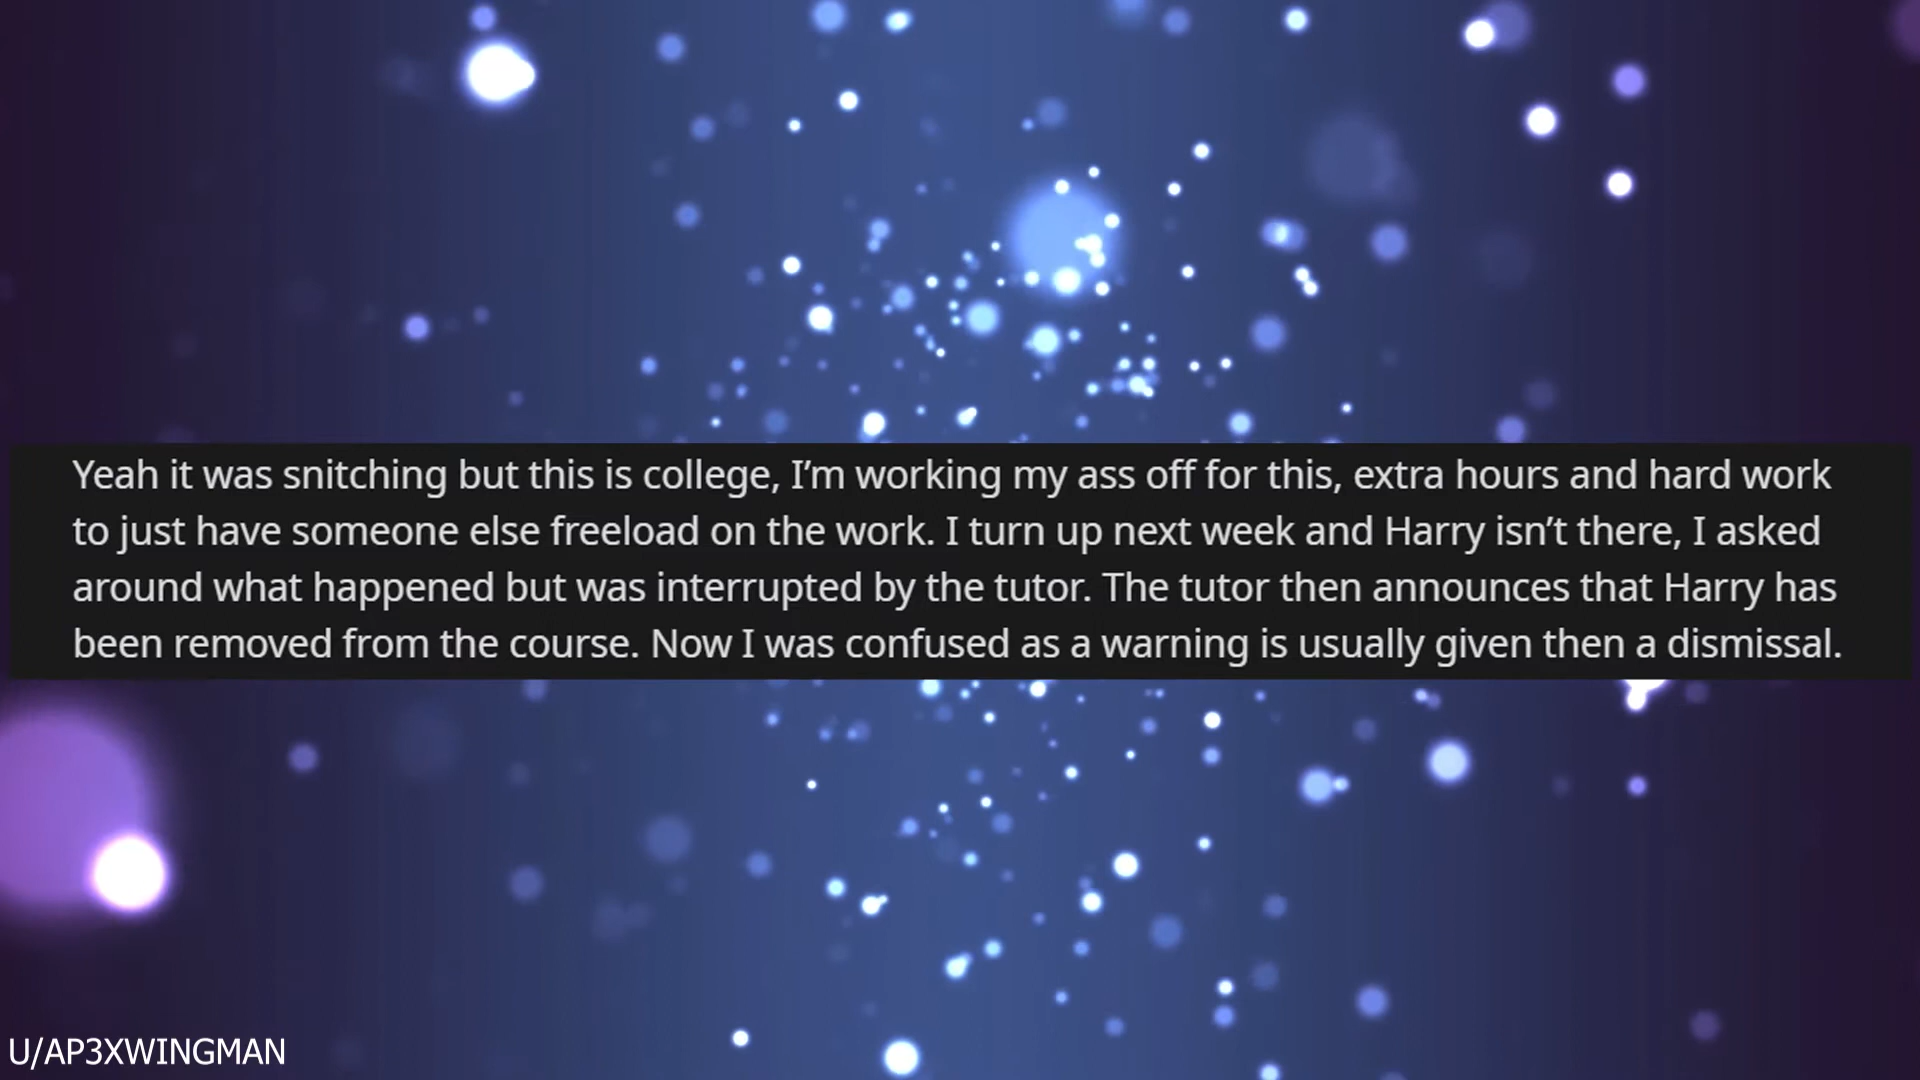 Yeah it was snitching but this is college, I’m working my ass off for this, extra hours and hard work
to just have someone else freeload on the work. I turn up next week and Harry isn’t there, I asked
around what happened but was interrupted by the tutor. The tutor then announces that Harry has
been removed from the course. Now I was confused as a warning is usually given then a dismissal.
U/AP3XWINGMAN